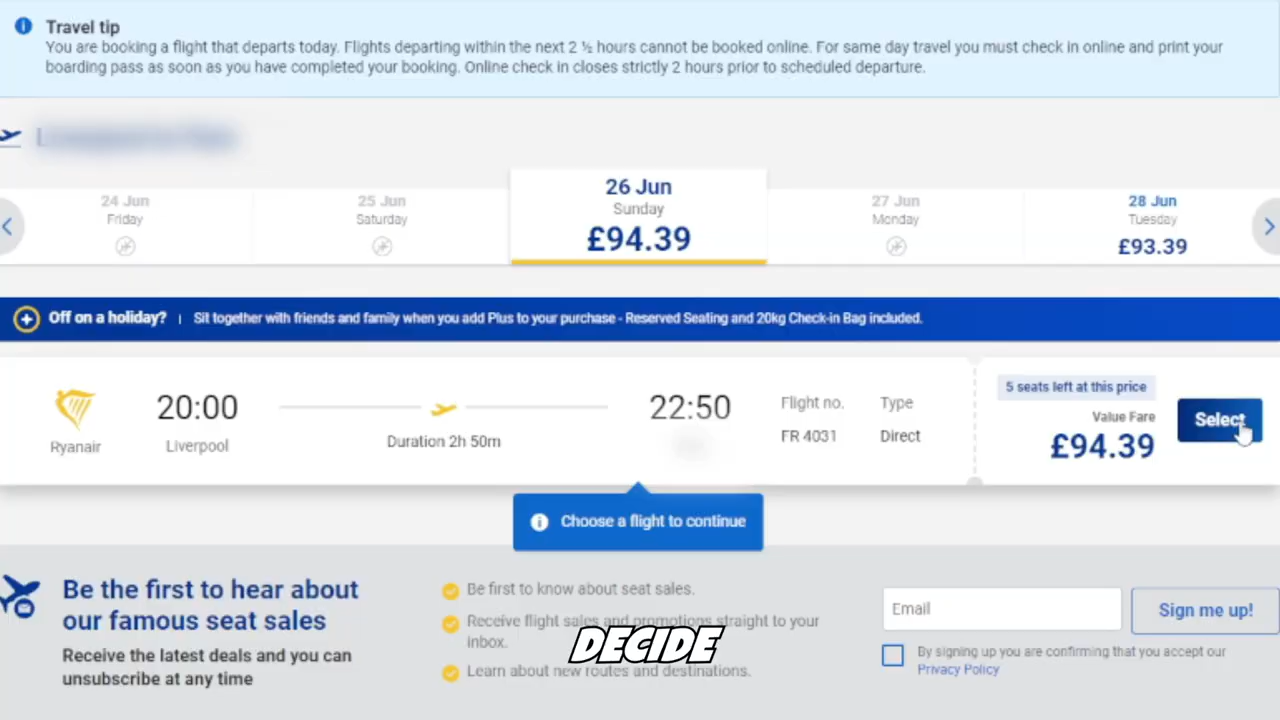 Travel tip
You are booking a flight that departs today. Flights departing within the next 2 ½ hours cannot be booked online. For same day travel you must check in online and print your
boarding pass as soon as you have completed your booking. Online check in closes strictly 2 hours prior to scheduled departure.
24 Jun
Friday
25 Jun
Saturday
26 Jun
Sunday
£94.39
27 Jun
Monday
28 Jun
Tuesday
£93.39
Off on a holiday? | Sit together with friends and family when you add Plus to your purchase - Reserved Seating and 20kg Check-in Bag included.
Ryanair
20:00
Liverpool
Duration 2h 50m
22:50
Flight no.
FR 4031
Type
Direct
5 seats left at this price
Value Fare
£94.39
Select
Choose a flight to continue
Be the first to hear about
our famous seat sales
Receive the latest deals and you can
unsubscribe at any time
Be first to know about seat sales.
Receive flight sales and promotions straight to your
inbox.
Learn about new routes and destinations.
DECIDE
Email
Sign me up!
By signing up you are confirming that you accept our
Privacy Policy